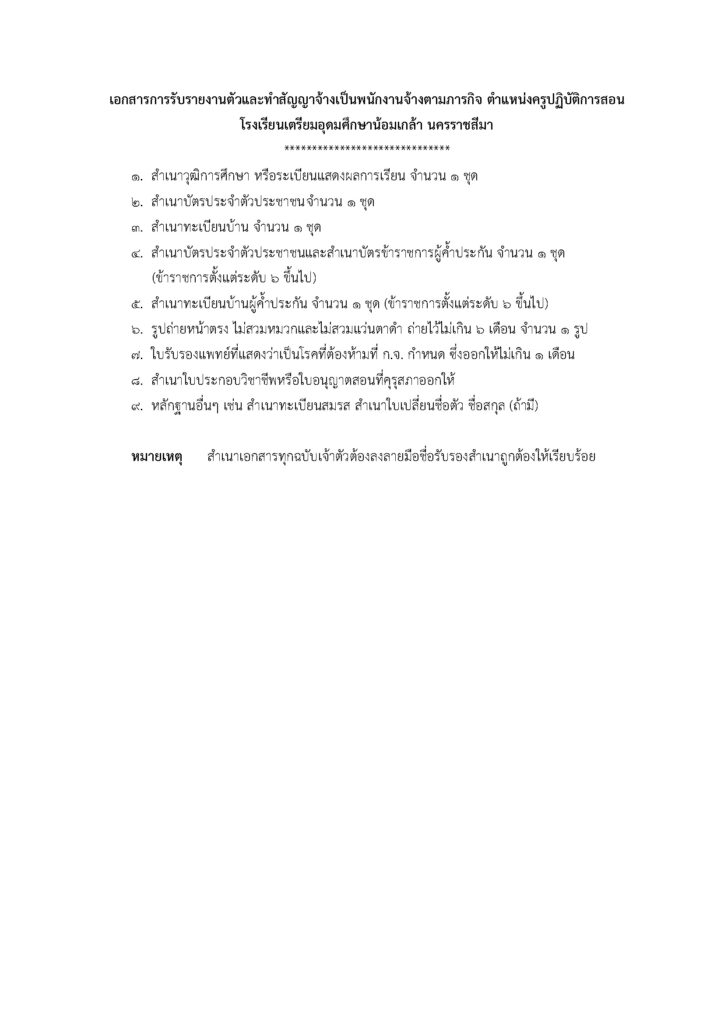 เอกสารการรับรายงานตัวและทำสัญญาจ้างเป็นพนักงานจ้างตามภารกิจ ตำแหน่งครูปฏิบัติการสอน
โรงเรียนเตรียมอุดมศึกษาน้อมเกล้า นครราชสีมา
******************************
๑. สำเนาวุฒิการศึกษา หรือระเบียนแสดงผลการเรียน จำนวน ๑ ชุด
๒. สำเนาบัตรประจำตัวประชาชนจำนวน ๑ ชุด
๓. สำเนาทะเบียนบ้าน จำนวน ๑ ชุด
๔. สำเนาบัตรประจำตัวประชาชนและสำเนาบัตรข้าราชการผู้ค้ำประกัน จำนวน ๑ ชุด
(ข้าราชการตั้งแต่ระดับ ๖ ขึ้นไป)
๕. สำเนาทะเบียนบ้านผู้ค้ำประกัน จำนวน ๑ ชุด (ข้าราชการตั้งแต่ระดับ ๖ ขึ้นไป)
๖. รูปถ่ายหน้าตรง ไม่สวมหมวกและไม่สวมแว่นตาดำ ถ่ายไว้ไม่เกิน ๖ เดือน จำนวน ๑ รูป
๗. ใบรับรองแพทย์ที่แสดงว่าเป็นโรคที่ต้องห้ามที่ ก.จ. กำหนด ซึ่งออกให้ไม่เกิน ๑ เดือน
๘. สำเนาใบประกอบวิชาชีพหรือใบอนุญาตสอนที่คุรุสภาออกให้
๙. หลักฐานอื่นๆ เช่น สำเนาทะเบียนสมรส สำเนาใบเปลี่ยนชื่อตัว ชื่อสกุล (ถ้ามี)
หมายเหตุ สำเนาเอกสารทุกฉบับเจ้าตัวต้องลงลายมือชื่อรับรองสำเนาถูกต้องให้เรียบร้อย